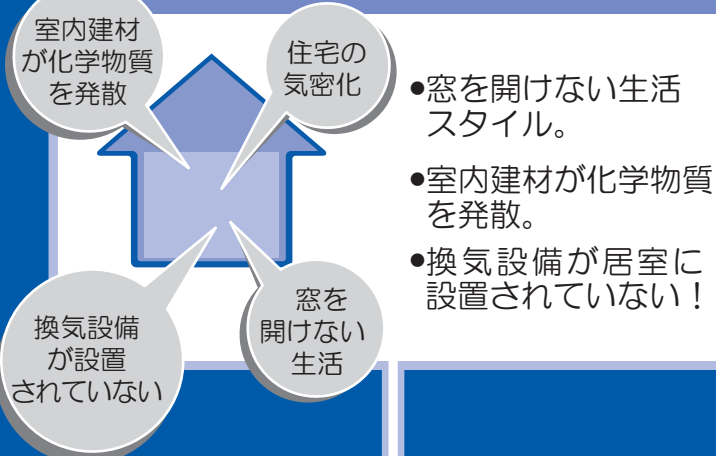 室内建材
が化学物質
を発散
住宅の
気密化
換気設備
が設置
されていない
窓を
開けない
生活
•窓を開けない生活
スタイル。
•室内建材が化学物質
を発散。
•換気設備が居室に
設置されていない！